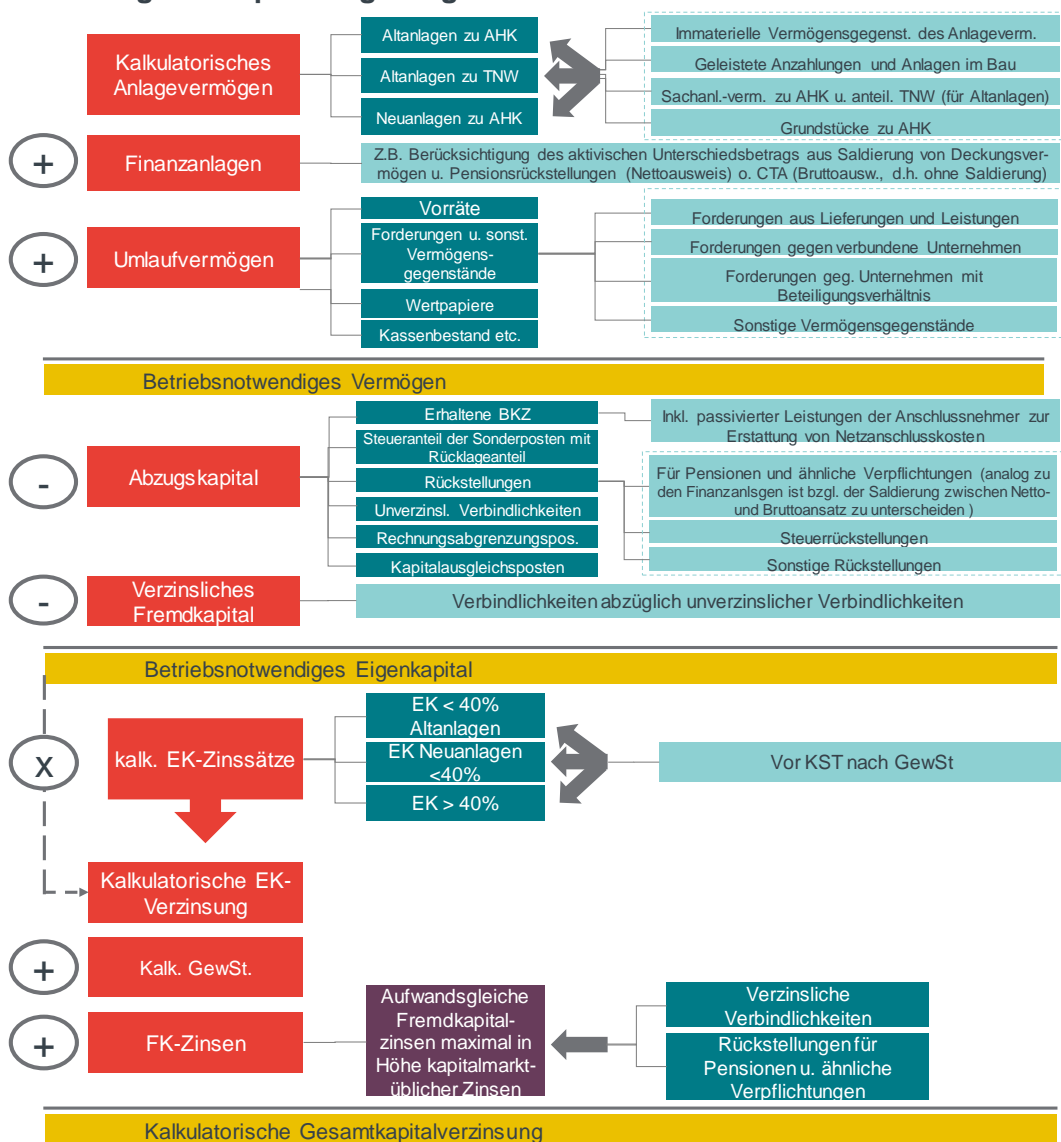 Kalkulatorisches
Anlagevermögen
Altanlagen zu AHK
Altanlagen zu TNW
Neuanlagen zu AHK
Immaterielle Vermögensgegenst. des Anlageverm.
Geleistete Anzahlungen und Anlagen im Bau
Sachanl.-verm. zu AHK u. anteil. TNW (für Altanlagen)
Grundstücke zu AHK
+
Finanzanlagen
Z.B. Berücksichtigung des aktivischen Unterschiedsbetrags aus Saldierung von Deckungsver-
mögen u. Pensionsrückstellungen (Nettoausweis) o. CTA (Bruttoausw., d.h. ohne Saldierung)
+
Umlaufvermögen
Vorräte
Forderungen u. sonst.
Vermögens-
gegenstände
Wertpapiere
Kassenbestand etc.
Forderungen aus Lieferungen und Leistungen
Forderungen gegen verbundene Unternehmen
Forderungen geg. Unternehmen mit
Beteiligungsverhältnis
Sonstige Vermögensgegenstände
Betriebsnotwendiges Vermögen
-
Abzugskapital
Erhaltene BKZ
Steueranteil der Sonderposten mit
Rücklageanteil
Rückstellungen
Unverzinsl. Verbindlichkeiten
Rechnungsabgrenzungspos.
Kapitalausgleichsposten
Inkl. passivierter Leistungen der Anschlussnehmer zur
Erstattung von Netzanschlusskosten
Für Pensionen und ähnliche Verpflichtungen (analog zu
den Finanzanlsgen ist bzgl. der Saldierung zwischen Netto-
und Bruttoansatz zu unterscheiden )
Steuerrückstellungen
Sonstige Rückstellungen
-
Verzinsliches
Fremdkapital
Verbindlichkeiten abzüglich unverzinslicher Verbindlichkeiten
Betriebsnotwendiges Eigenkapital
x
kalk. EK-Zinssätze
EK < 40%
Altanlagen
EK Neuanlagen
<40%
EK > 40%
Vor KST nach GewSt
Kalkulatorische EK-
Verzinsung
+
Kalk. GewSt.
+
FK-Zinsen
Aufwandsgleiche
Fremdkapital-
zinsen maximal in
Höhe kapitalmarkt-
üblicher Zinsen
Verzinsliche
Verbindlichkeiten
Rückstellungen für
Pensionen u. ähnliche
Verpflichtungen
Kalkulatorische Gesamtkapitalverzinsung